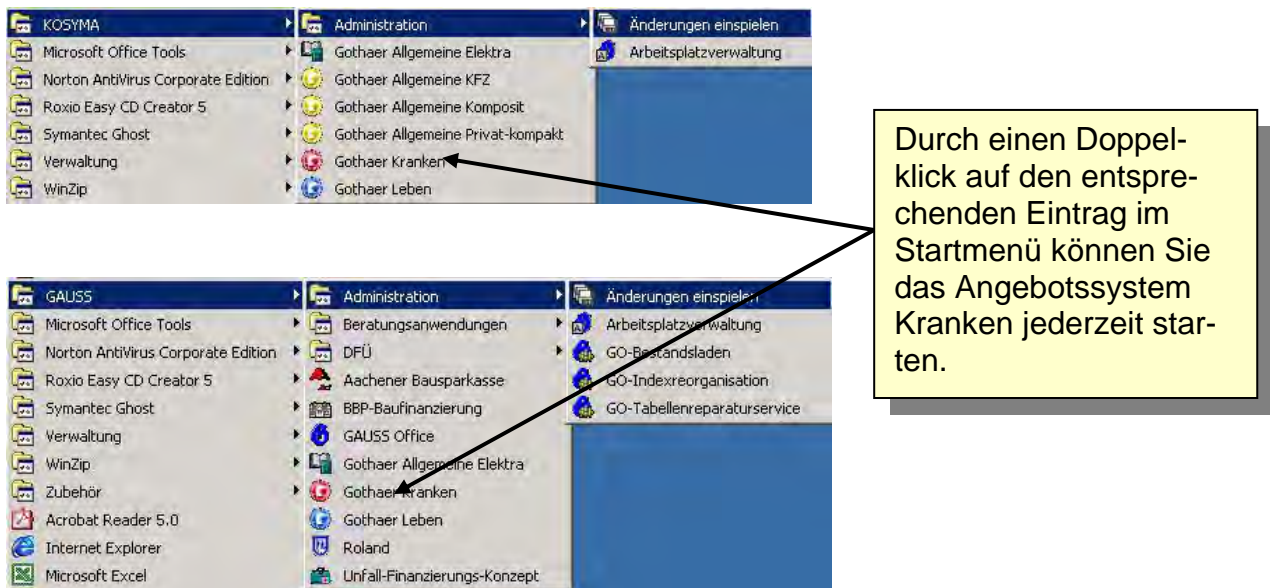 KOSYMA
Microsoft Office Tools
Norton AntiVirus Corporate Edition
Roxio Easy CD Creator 5
Symantec Ghost
Verwaltung
WinZip
Administration
Gothaer Allgemeine Elektra
Gothaer Allgemeine KFZ
Gothaer Allgemeine Komposit
Gothaer Allgemeine Privat-kompakt
Gothaer Kranken
Gothaer Leben
Änderungen einspielen
Arbeitsplatzverwaltung
Durch einen Doppel-
klick auf den entspre-
chenden Eintrag im
Startmenü können Sie
das Angebotssystem
Kranken jederzeit star-
ten.
GAUSS
Microsoft Office Tools
Norton AntiVirus Corporate Edition
Roxio Easy CD Creator 5
Symantec Ghost
Verwaltung
WinZip
Zubehör
Acrobat Reader 5.0
Internet Explorer
Microsoft Excel
Administration
Beratungsanwendungen
DFÜ
Aachener Bausparkasse
BBP-Baufinanzierung
GAUSS Office
Gothaer Allgemeine Elektra
Gothaer Kranken
Gothaer Leben
Roland
Unfall-Finanzierungs-Konzept
Änderungen einspielen
Arbeitsplatzverwaltung
GO-Bestandsladen
GO-Indexreorganisation
GO-Tabellenreparaturservice